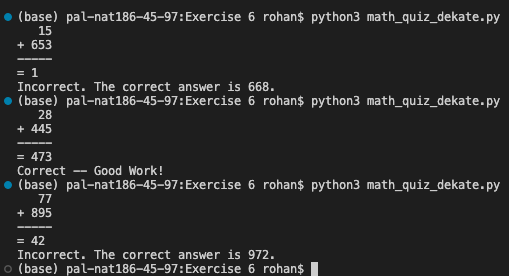 (base) pal-nat186-45-97:Exercise 6 rohan$ python3 math_quiz_dekate.py
   15
+ 653
-----
= 1
Incorrect. The correct answer is 668.
(base) pal-nat186-45-97:Exercise 6 rohan$ python3 math_quiz_dekate.py
   28
+ 445
-----
= 473
Correct -- Good Work!
(base) pal-nat186-45-97:Exercise 6 rohan$ python3 math_quiz_dekate.py
   77
+ 895
-----
= 42
Incorrect. The correct answer is 972.
(base) pal-nat186-45-97:Exercise 6 rohan$